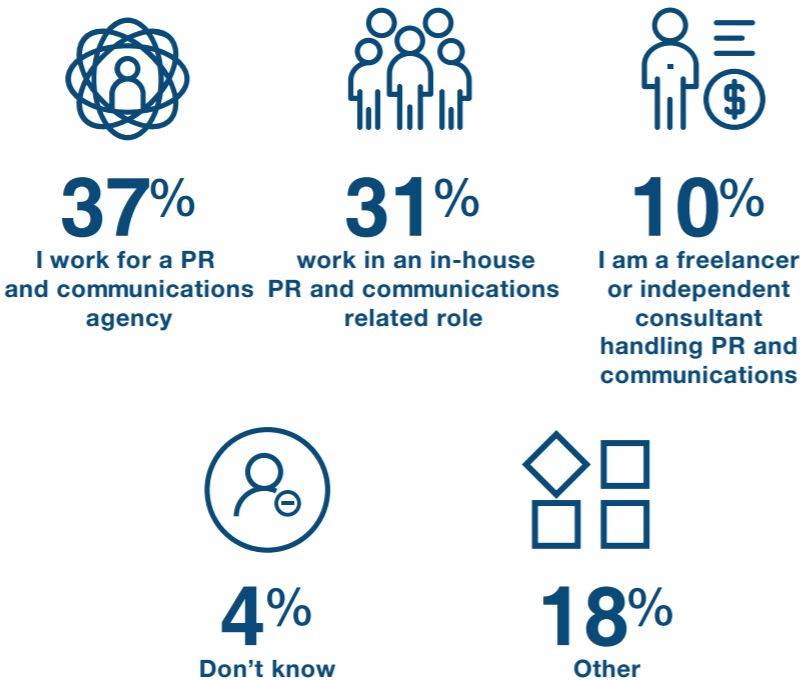 37%
I work for a PR
and communications
agency
31%
work in an in-house
PR and communications
related role
$
10%
I am a freelancer
or independent
consultant
handling PR and
communications
4%
Don’t know
18%
Other